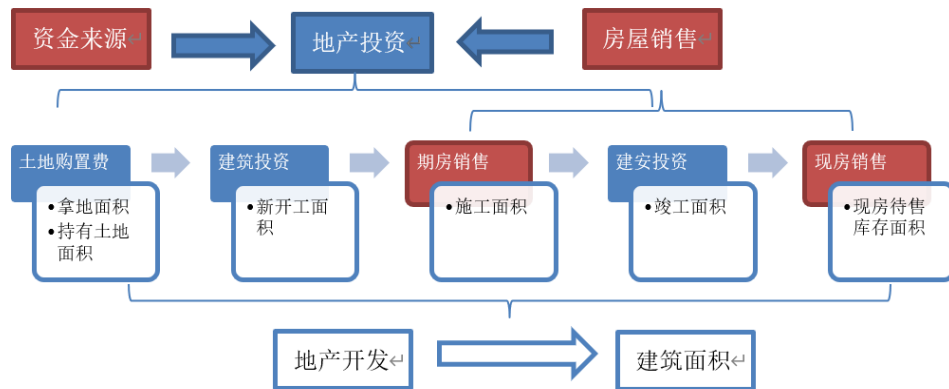 资金来源
地产投资
房屋销售
土地购置费
建筑投资
期房销售
建安投资
现房销售
•拿地面积
•持有土地
面积
•新开工面
积
•施工面积
•竣工面积
•现房待售
库存面积
地产开发
建筑面积